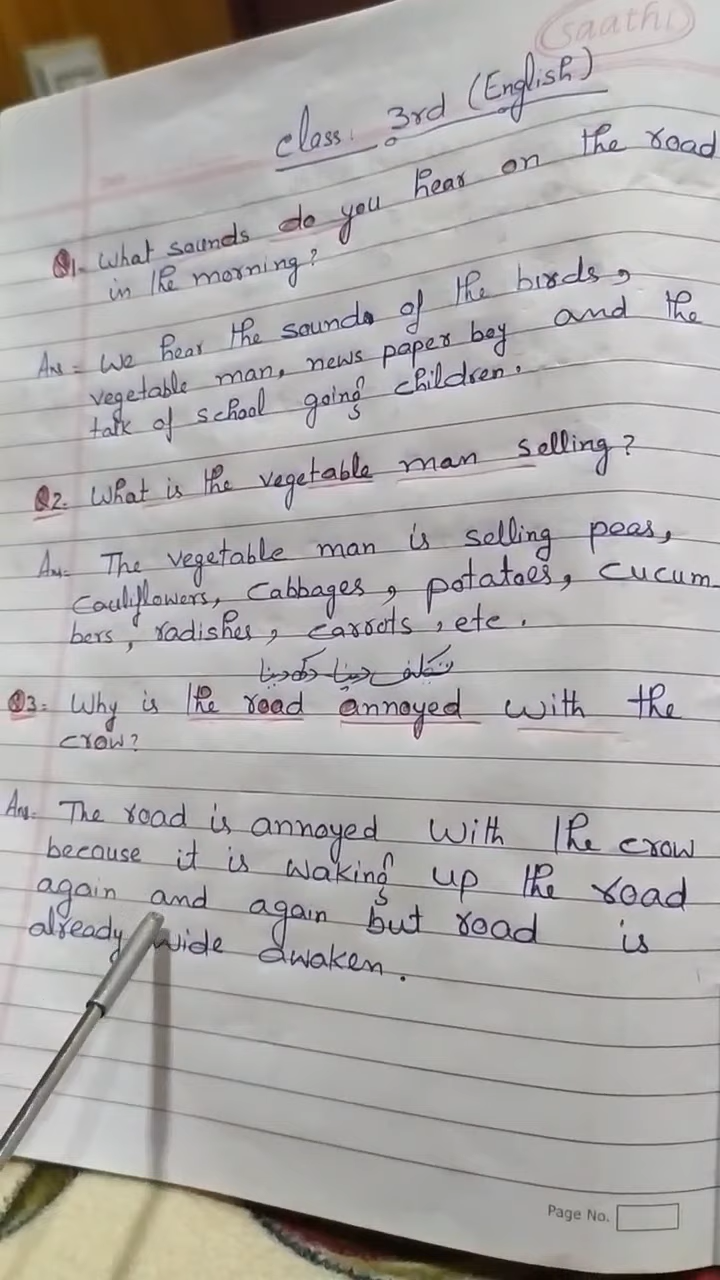 saathi
class: 3rd (English)
Q1- What sounds do you hear on the road
in the morning?
Ans = We hear the sounds of the birds,
vegetable man, news paper boy and the
talk of school going children.
Q2. What is the vegetable man selling?
Ans- The vegetable man is selling peas,
Cauliflowers, Cabbages, potatoes, cucum-
bers, radishes, carrots, etc.
تکلف دینا دکھ دینا
Q3- Why is the road annoyed with the
crow?
Ans- The road is annoyed with the crow
because it is waking up the road
again and again but road is
already wide awaken.
Page No.